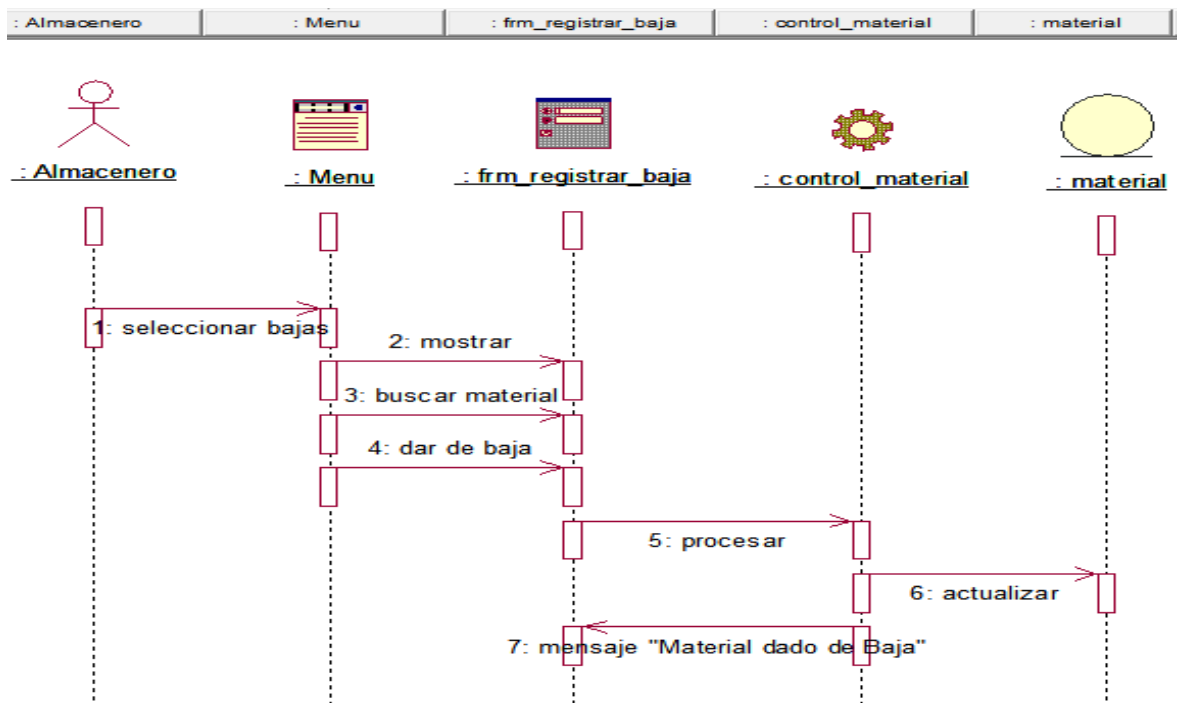 : Almacenero
: Menu
: frm_registrar_baja
: control_material
: material
: Almacenero
: Menu
: frm_registrar_baja
: control_material
: material
1: seleccionar bajas
2: mostrar
3: buscar material
4: dar de baja
5: procesar
6: actualizar
7: mensaje "Material dado de Baja"